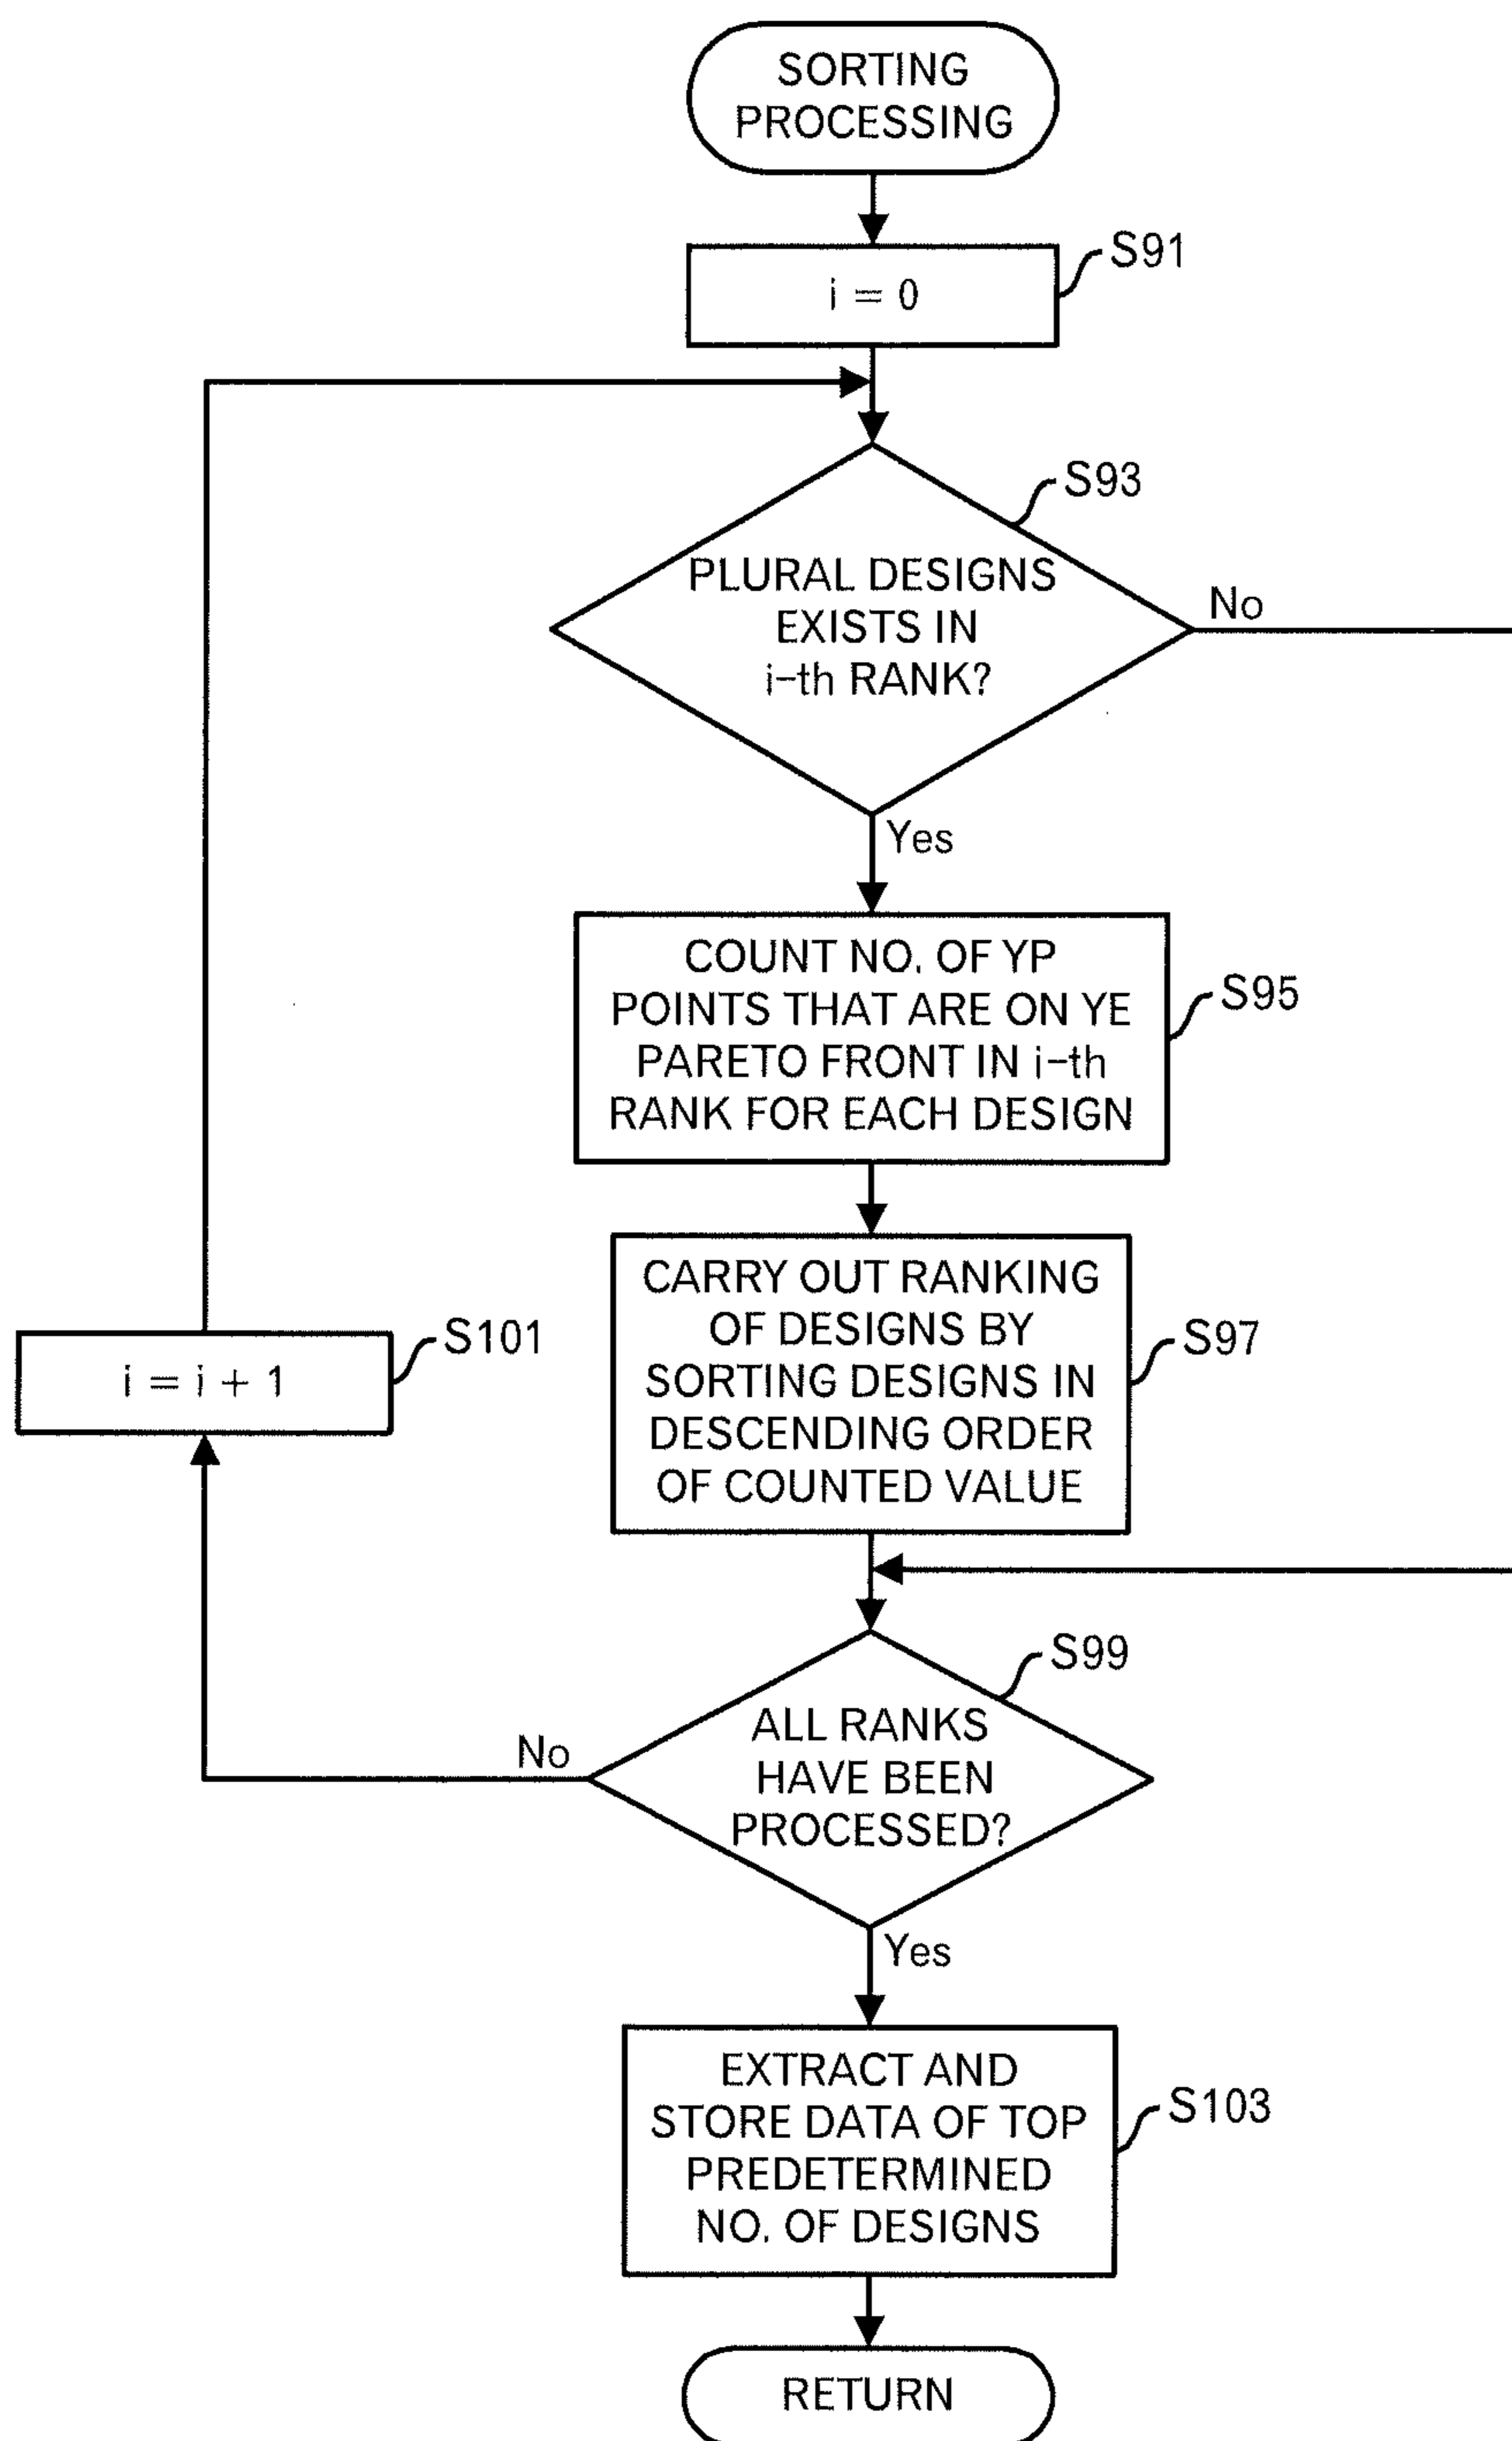 SORTING
PROCESSING
S91
i = 0
S93
PLURAL DESIGNS
EXISTS IN
i-th RANK?
No
Yes
COUNT NO. OF YP
POINTS THAT ARE ON YE
PARETO FRONT IN i-th
RANK FOR EACH DESIGN
S95
CARRY OUT RANKING
OF DESIGNS BY
SORTING DESIGNS IN
DESCENDING ORDER
OF COUNTED VALUE
S97
S101
i = i + 1
S99
ALL RANKS
HAVE BEEN
PROCESSED?
No
Yes
EXTRACT AND
STORE DATA OF TOP
PREDETERMINED
NO. OF DESIGNS
S103
RETURN